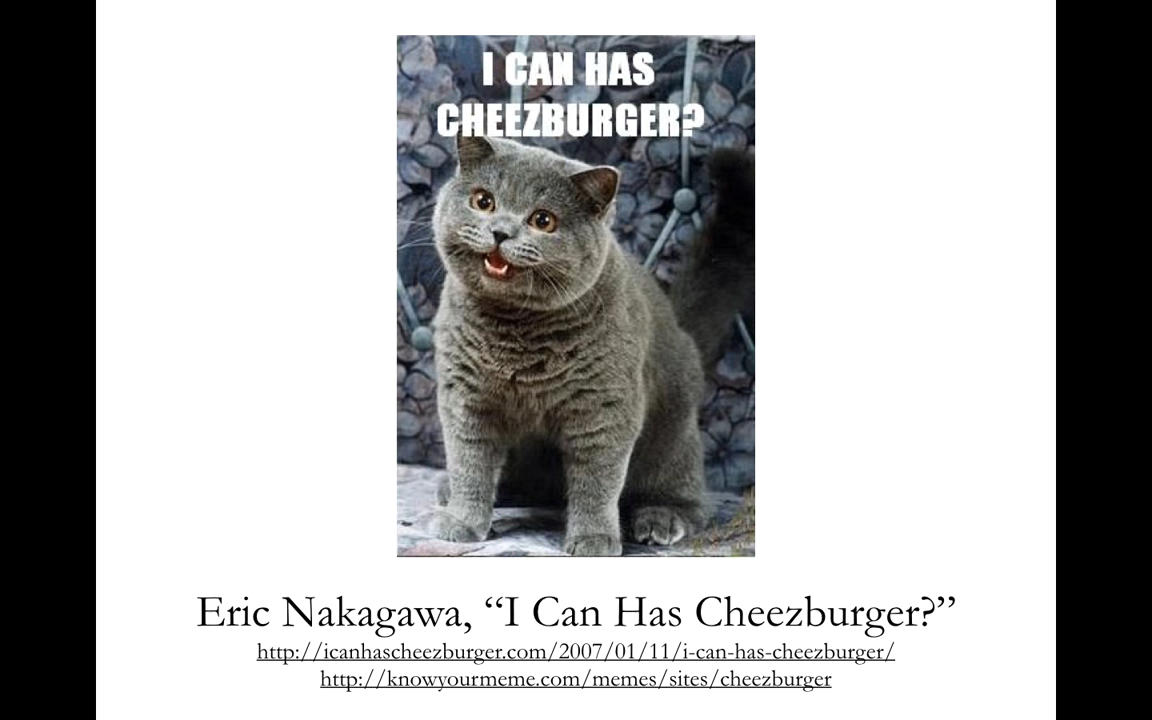 I CAN HAS
CHEEZBURGER?
Eric Nakagawa, “I Can Has Cheezburger?”
http://icanhascheezburger.com/2007/01/11/i-can-has-cheezburger/
http://knowyourmeme.com/memes/sites/cheezburger